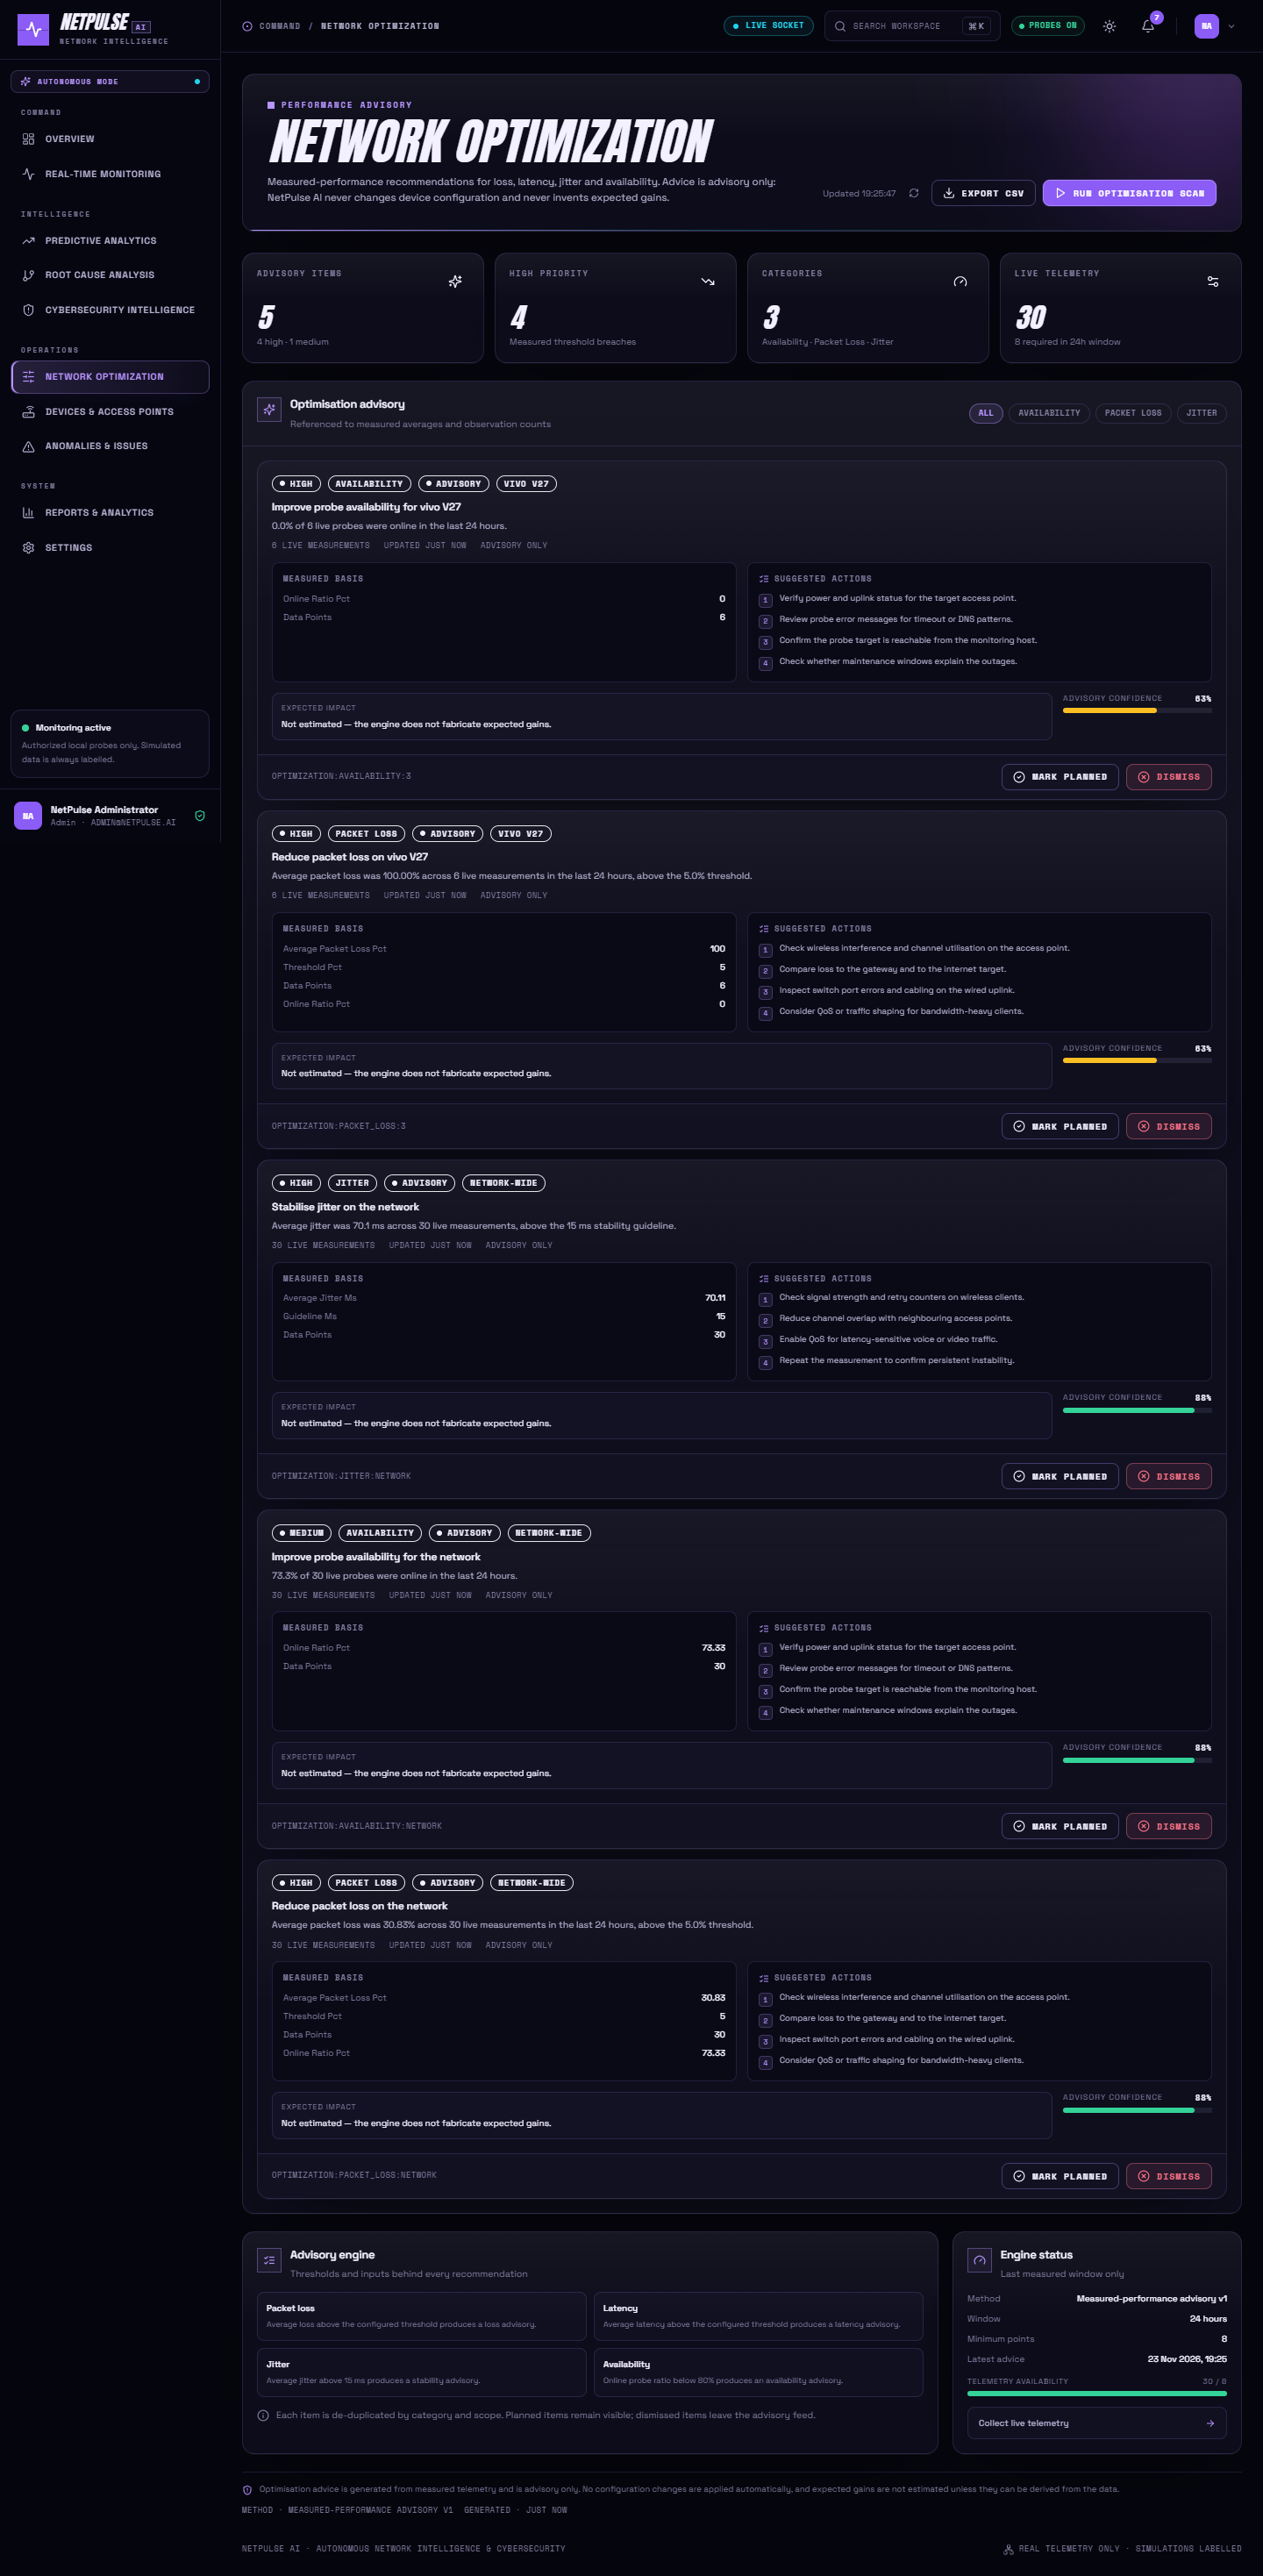 NETPULSE AI
NETWORK INTELLIGENCE
AUTONOMOUS MODE
COMMAND
OVERVIEW
REAL-TIME MONITORING
INTELLIGENCE
PREDICTIVE ANALYTICS
ROOT CAUSE ANALYSIS
CYBERSECURITY INTELLIGENCE
OPERATIONS
NETWORK OPTIMIZATION
DEVICES & ACCESS POINTS
ANOMALIES & ISSUES
SYSTEM
REPORTS & ANALYTICS
SETTINGS
Monitoring active
Authorized local probes only. Simulated
data is always labelled.
NA
NetPulse Administrator
Admin · ADMIN@NETPULSE.AI
COMMAND / NETWORK OPTIMIZATION
LIVE SOCKET
SEARCH WORKSPACE
⌘K
PROBES ON
7
NA
PERFORMANCE ADVISORY
NETWORK OPTIMIZATION
Measured-performance recommendations for loss, latency, jitter and availability. Advice is advisory only:
NetPulse AI never changes device configuration and never invents expected gains.
Updated 19:25:47
EXPORT CSV
RUN OPTIMISATION SCAN
ADVISORY ITEMS
5
4 high · 1 medium
HIGH PRIORITY
4
Measured threshold breaches
CATEGORIES
3
Availability · Packet Loss · Jitter
LIVE TELEMETRY
30
8 required in 24h window
Optimisation advisory
Referenced to measured averages and observation counts
ALL
AVAILABILITY
PACKET LOSS
JITTER
HIGH AVAILABILITY ADVISORY VIVO V27
Improve probe availability for vivo V27
0.0% of 6 live probes were online in the last 24 hours.
6 LIVE MEASUREMENTS UPDATED JUST NOW ADVISORY ONLY
MEASURED BASIS
Online Ratio Pct 0
Data Points 6
SUGGESTED ACTIONS
1 Verify power and uplink status for the target access point.
2 Review probe error messages for timeout or DNS patterns.
3 Confirm the probe target is reachable from the monitoring host.
4 Check whether maintenance windows explain the outages.
EXPECTED IMPACT
Not estimated — the engine does not fabricate expected gains.
ADVISORY CONFIDENCE 63%
OPTIMIZATION:AVAILABILITY:3
MARK PLANNED
DISMISS
HIGH PACKET LOSS ADVISORY VIVO V27
Reduce packet loss on vivo V27
Average packet loss was 100.00% across 6 live measurements in the last 24 hours, above the 5.0% threshold.
6 LIVE MEASUREMENTS UPDATED JUST NOW ADVISORY ONLY
MEASURED BASIS
Average Packet Loss Pct 100
Threshold Pct 5
Data Points 6
Online Ratio Pct 0
SUGGESTED ACTIONS
1 Check wireless interference and channel utilisation on the access point.
2 Compare loss to the gateway and to the internet target.
3 Inspect switch port errors and cabling on the wired uplink.
4 Consider QoS or traffic shaping for bandwidth-heavy clients.
EXPECTED IMPACT
Not estimated — the engine does not fabricate expected gains.
ADVISORY CONFIDENCE 63%
OPTIMIZATION:PACKET_LOSS:3
MARK PLANNED
DISMISS
HIGH JITTER ADVISORY NETWORK-WIDE
Stabilise jitter on the network
Average jitter was 70.1 ms across 30 live measurements, above the 15 ms stability guideline.
30 LIVE MEASUREMENTS UPDATED JUST NOW ADVISORY ONLY
MEASURED BASIS
Average Jitter Ms 70.11
Guideline Ms 15
Data Points 30
SUGGESTED ACTIONS
1 Check signal strength and retry counters on wireless clients.
2 Reduce channel overlap with neighbouring access points.
3 Enable QoS for latency-sensitive voice or video traffic.
4 Repeat the measurement to confirm persistent instability.
EXPECTED IMPACT
Not estimated — the engine does not fabricate expected gains.
ADVISORY CONFIDENCE 88%
OPTIMIZATION:JITTER:NETWORK
MARK PLANNED
DISMISS
MEDIUM AVAILABILITY ADVISORY NETWORK-WIDE
Improve probe availability for the network
73.3% of 30 live probes were online in the last 24 hours.
30 LIVE MEASUREMENTS UPDATED JUST NOW ADVISORY ONLY
MEASURED BASIS
Online Ratio Pct 73.33
Data Points 30
SUGGESTED ACTIONS
1 Verify power and uplink status for the target access point.
2 Review probe error messages for timeout or DNS patterns.
3 Confirm the probe target is reachable from the monitoring host.
4 Check whether maintenance windows explain the outages.
EXPECTED IMPACT
Not estimated — the engine does not fabricate expected gains.
ADVISORY CONFIDENCE 88%
OPTIMIZATION:AVAILABILITY:NETWORK
MARK PLANNED
DISMISS
HIGH PACKET LOSS ADVISORY NETWORK-WIDE
Reduce packet loss on the network
Average packet loss was 30.83% across 30 live measurements in the last 24 hours, above the 5.0% threshold.
30 LIVE MEASUREMENTS UPDATED JUST NOW ADVISORY ONLY
MEASURED BASIS
Average Packet Loss Pct 30.83
Threshold Pct 5
Data Points 30
Online Ratio Pct 73.33
SUGGESTED ACTIONS
1 Check wireless interference and channel utilisation on the access point.
2 Compare loss to the gateway and to the internet target.
3 Inspect switch port errors and cabling on the wired uplink.
4 Consider QoS or traffic shaping for bandwidth-heavy clients.
EXPECTED IMPACT
Not estimated — the engine does not fabricate expected gains.
ADVISORY CONFIDENCE 88%
OPTIMIZATION:PACKET_LOSS:NETWORK
MARK PLANNED
DISMISS
Advisory engine
Thresholds and inputs behind every recommendation
Packet loss
Average loss above the configured threshold produces a loss advisory.
Latency
Average latency above the configured threshold produces a latency advisory.
Jitter
Average jitter above 15 ms produces a stability advisory.
Availability
Online probe ratio below 80% produces an availability advisory.
Each item is de-duplicated by category and scope. Planned items remain visible; dismissed items leave the advisory feed.
Engine status
Last measured window only
Method Measured-performance advisory v1
Window 24 hours
Minimum points 8
Latest advice 23 Nov 2026, 19:25
TELEMETRY AVAILABILITY 30 / 8
Collect live telemetry
Optimisation advice is generated from measured telemetry and is advisory only. No configuration changes are applied automatically, and expected gains are not estimated unless they can be derived from the data.
METHOD · MEASURED-PERFORMANCE ADVISORY V1 GENERATED · JUST NOW
NETPULSE AI · AUTONOMOUS NETWORK INTELLIGENCE & CYBERSECURITY
REAL TELEMETRY ONLY · SIMULATIONS LABELLED